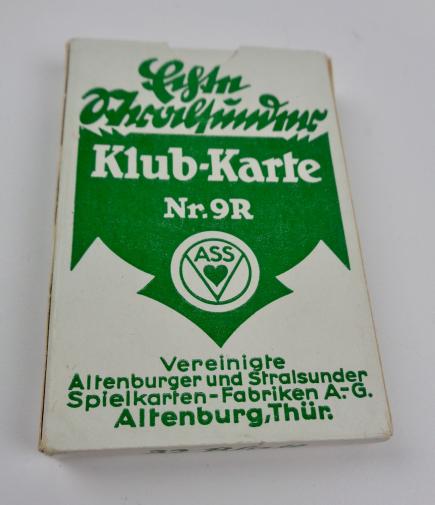 Echte
Stralsunder
Klub-Karte
Nr. 9R
ASS
Vereinigte
Altenburger und Stralsunder
Spielkarten-Fabriken A.-G.
Altenburg, Thür.